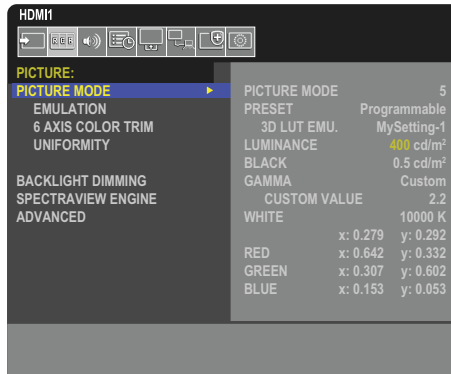 HDMI1
RGB
PICTURE:
PICTURE MODE
EMULATION
6 AXIS COLOR TRIM
UNIFORMITY
BACKLIGHT DIMMING
SPECTRAVIEW ENGINE
ADVANCED
PICTURE MODE 5
PRESET Programmable
3D LUT EMU. MySetting-1
LUMINANCE 400 cd/m²
BLACK 0.5 cd/m²
GAMMA Custom
CUSTOM VALUE 2.2
WHITE 10000 K
x: 0.279 y: 0.292
RED x: 0.642 y: 0.332
GREEN x: 0.307 y: 0.602
BLUE x: 0.153 y: 0.053